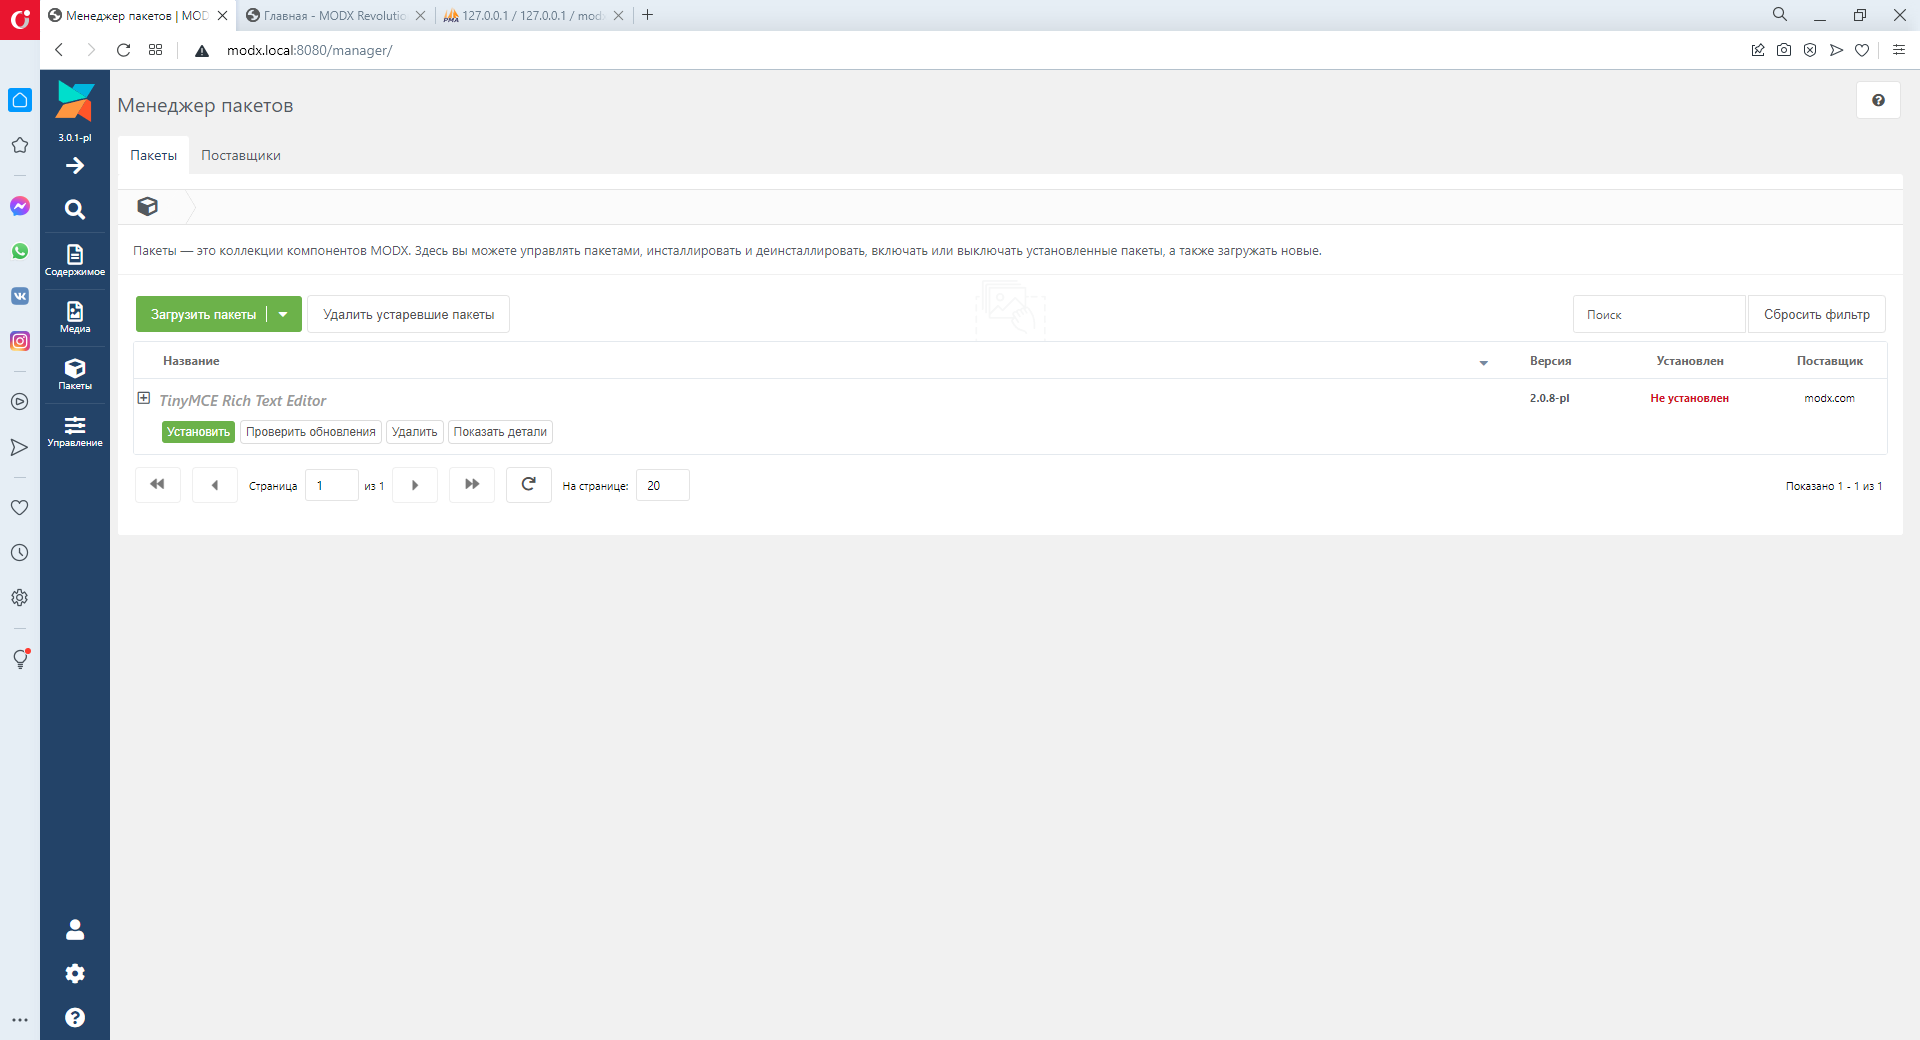 Менеджер пакетов | MOD
Главная - MODX Revolutio
127.0.0.1 / 127.0.0.1 / mod
modx.local:8080/manager/
3.0.1-pl
Содержимое
Медиа
Пакеты
Управление
Менеджер пакетов
Пакеты
Поставщики
Пакеты — это коллекции компонентов MODX. Здесь вы можете управлять пакетами, инсталлировать и деинсталлировать, включать или выключать установленные пакеты, а также загружать новые.
Загрузить пакеты
Удалить устаревшие пакеты
Поиск
Сбросить фильтр
Название Версия Установлен Поставщик
TinyMCE Rich Text Editor 2.0.8-pl Не установлен modx.com
Установить Проверить обновления Удалить Показать детали
Страница 1 из 1 На странице: 20 Показано 1 - 1 из 1